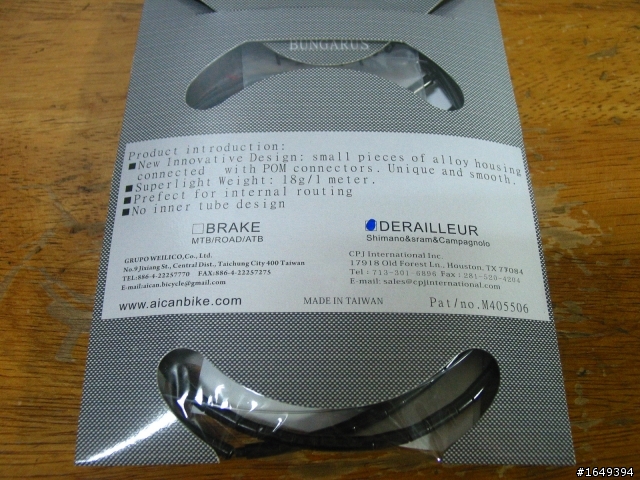 BUNGARUS
Product introduction:
■New Innovative Design: small pieces of alloy housing
connected with POM connectors. Unique and smooth.
■Superlight Weight: 18g/1 meter.
■Prefect for internal routing
■No inner tube design
BRAKE
MTB/ROAD/ATB
DERAILLEUR
Shimano&sram&Campagnolo
GRUPO WEILICO,Co., Ltd.
No.9 Jixiang St., Central Dist., Taichung City 400 Taiwan
TEL:886-4-22257770 FAX:886-4-22257275
E-mail:aican.bicycle@gmail.com
CPJ International Inc.
17918 Old Forest Ln., Houston, TX 77084
Tel : 713-301-6896 Fax : 281-520-4204
E-mail: sales@cpjinternational.com
www.aicanbike.com
MADE IN TAIWAN
Pat/no.M405506
#1649394